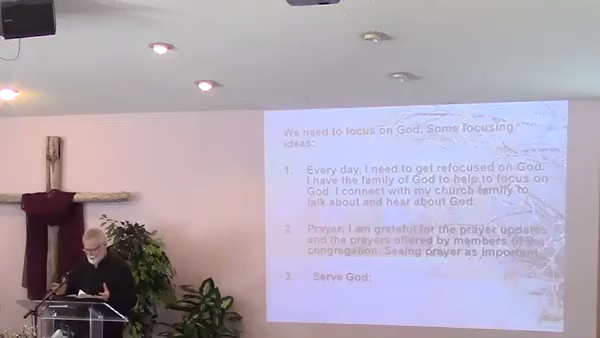 We need to focus on God. Some focusing
ideas:
1. Every day, I need to get refocused on God.
I have the family of God to help to focus on
God. I connect with my church family to
talk about and hear about God.
2. Prayer: I am grateful for the prayer updates
and the prayers offered by members of the
congregation. Seeing prayer as important.
3. Serve God: